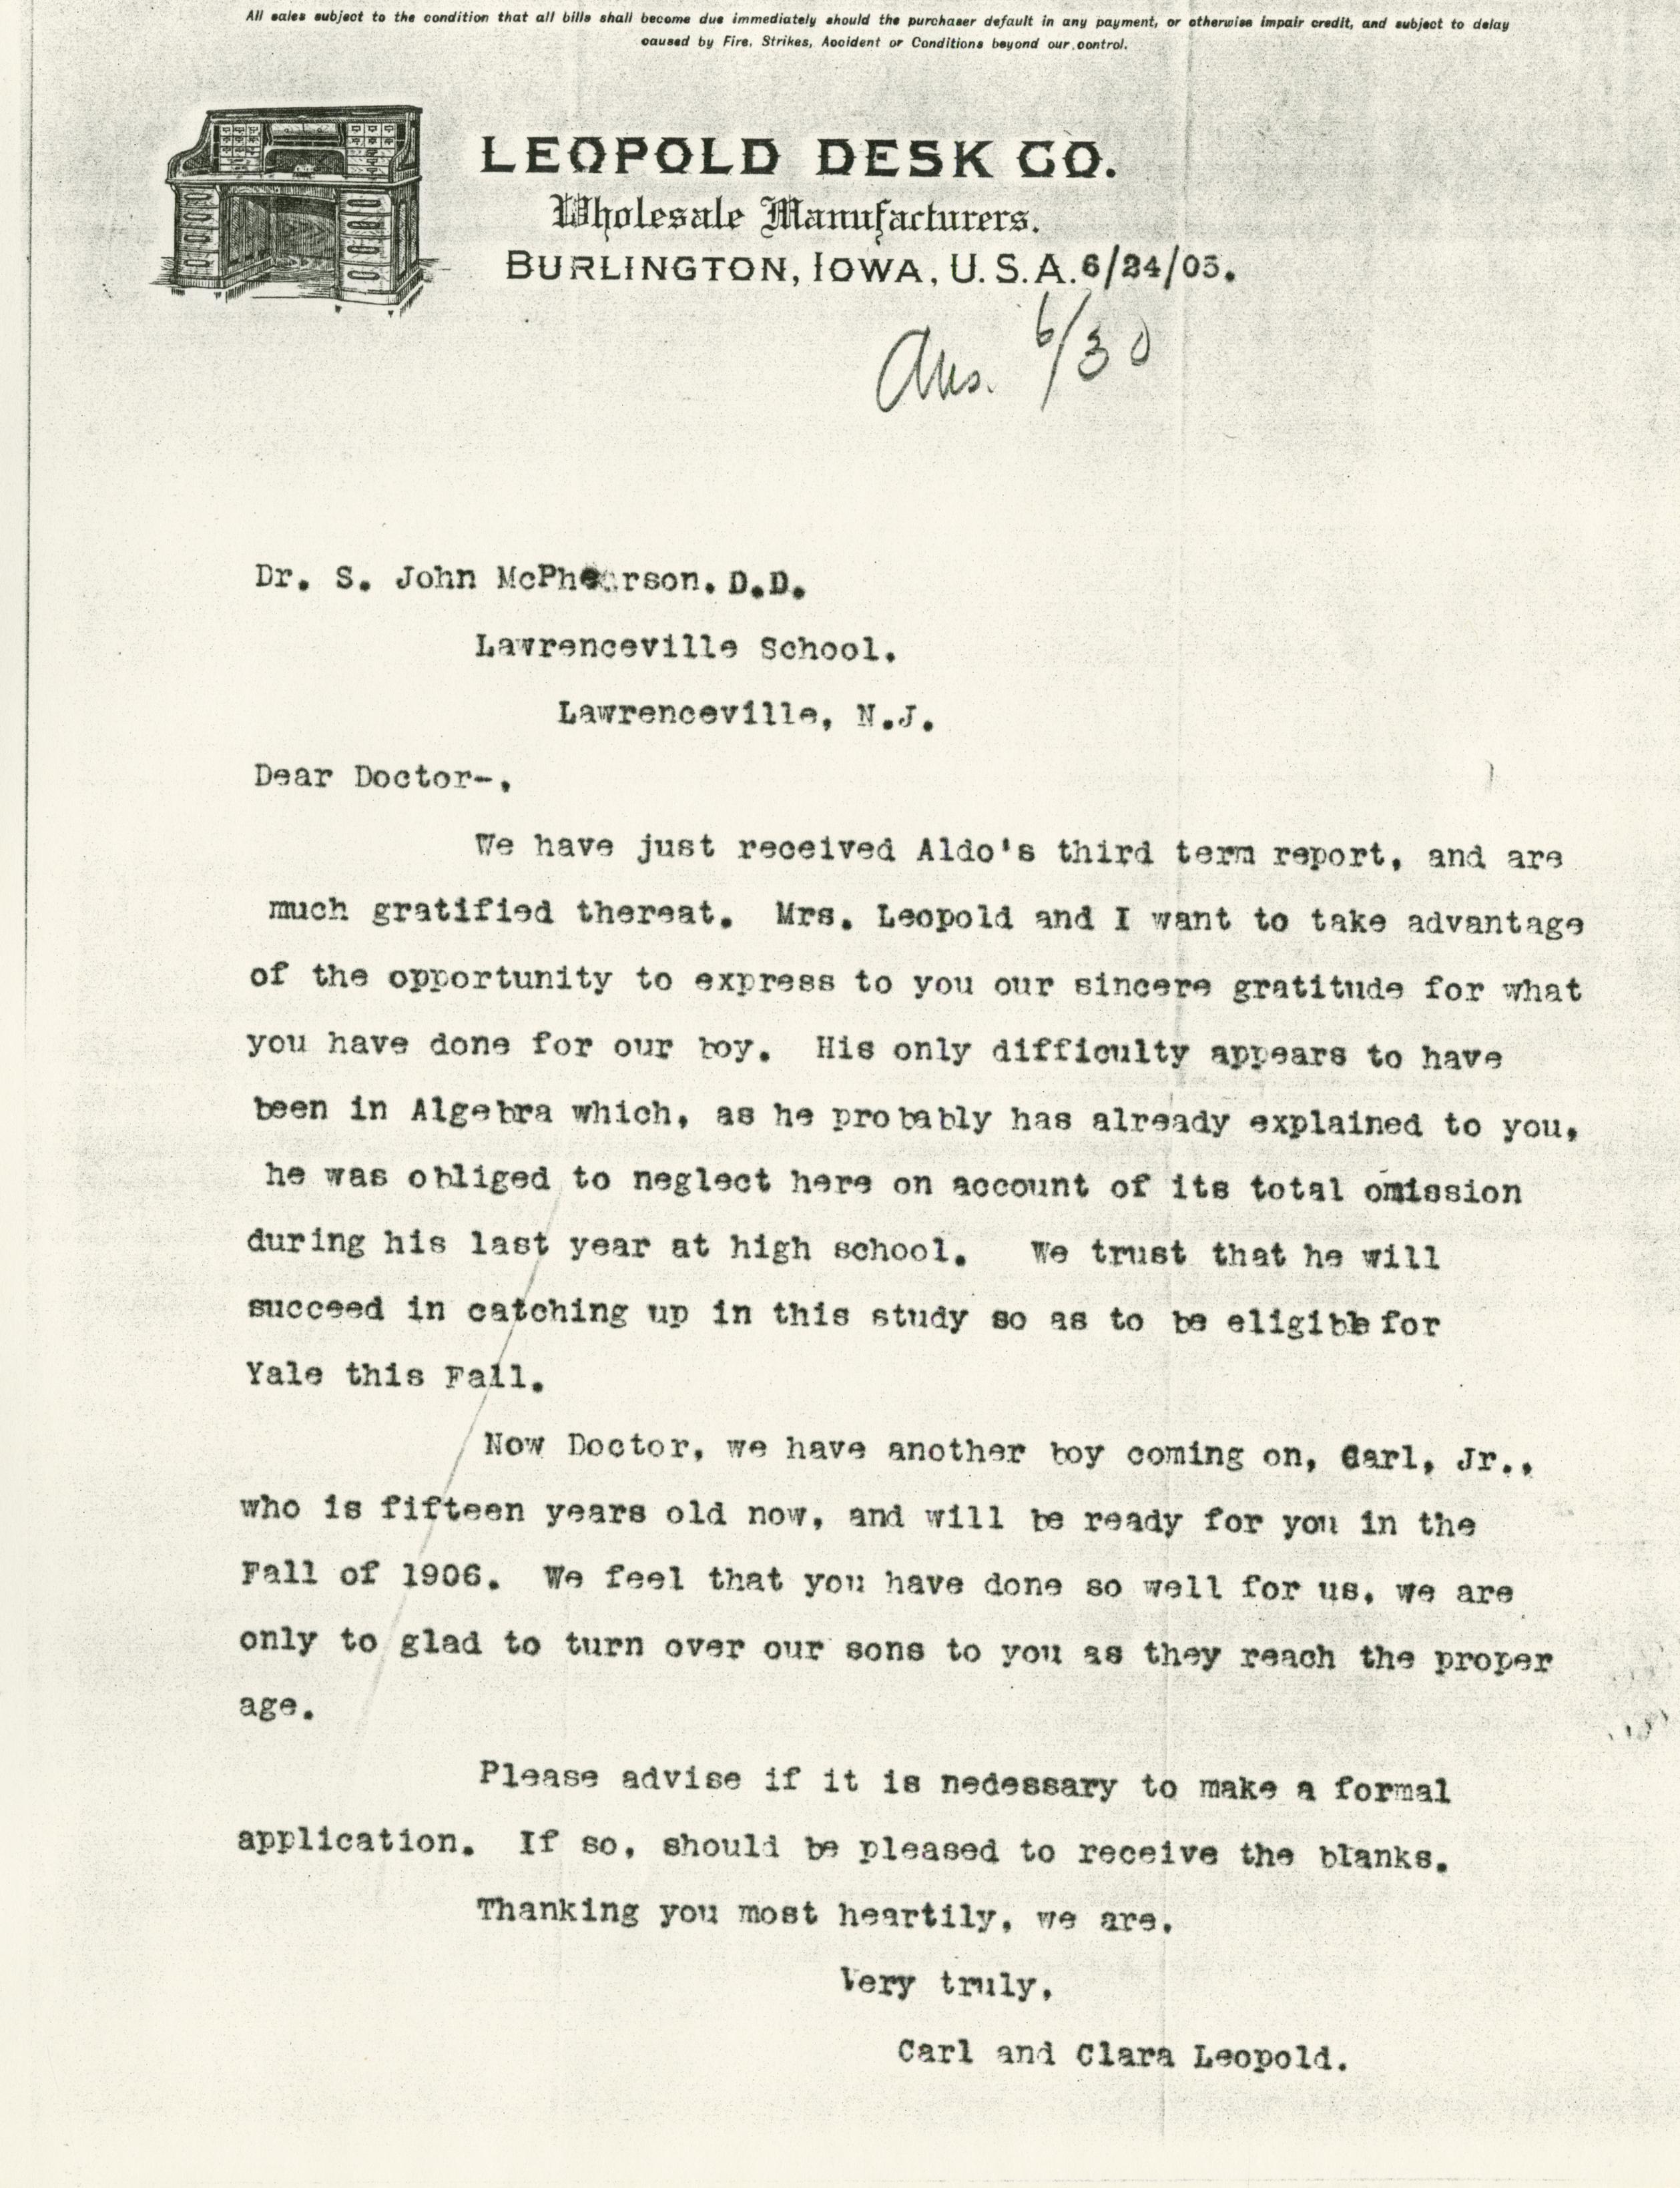 All sales subject to the condition that all bills shall become due immediately should the purchaser default in any payment, or otherwise impair credit, and subject to delay
caused by Fire, Strikes, Accident or Conditions beyond our control.
LEOPOLD DESK CO.
Wholesale Manufacturers.
BURLINGTON, IOWA, U.S.A. 6/24/05.
Ans. 6/30
Dr. S. John McPhearson. D.D.
Lawrenceville School.
Lawrenceville, N.J.
Dear Doctor-,
We have just received Aldo's third term report, and are
much gratified thereat. Mrs. Leopold and I want to take advantage
of the opportunity to express to you our sincere gratitude for what
you have done for our boy. His only difficulty appears to have
been in Algebra which, as he probably has already explained to you,
he was obliged to neglect here on account of its total omission
during his last year at high school. We trust that he will
succeed in catching up in this study so as to be eligible for
Yale this Fall.
Now Doctor, we have another boy coming on, Carl, Jr.,
who is fifteen years old now, and will be ready for you in the
Fall of 1906. We feel that you have done so well for us, we are
only to glad to turn over our sons to you as they reach the proper
age.
Please advise if it is nedessary to make a formal
application. If so, should be pleased to receive the blanks.
Thanking you most heartily, we are.
Very truly,
Carl and Clara Leopold.